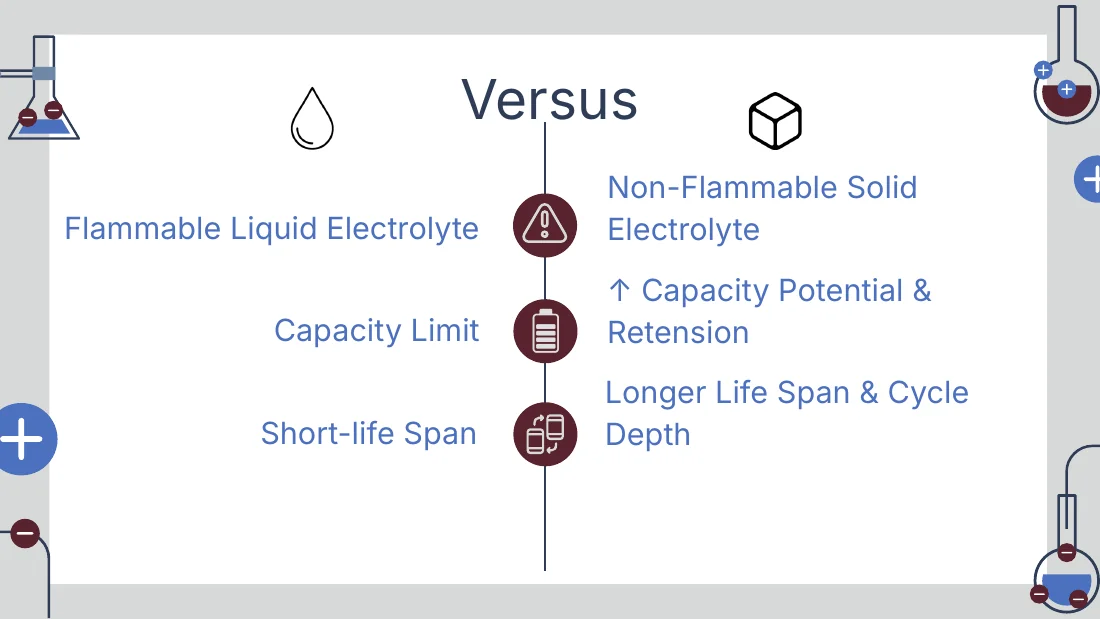 Versus
Flammable Liquid Electrolyte
Non-Flammable Solid
Electrolyte
Capacity Limit
↑ Capacity Potential &
Retension
Short-life Span
Longer Life Span & Cycle
Depth